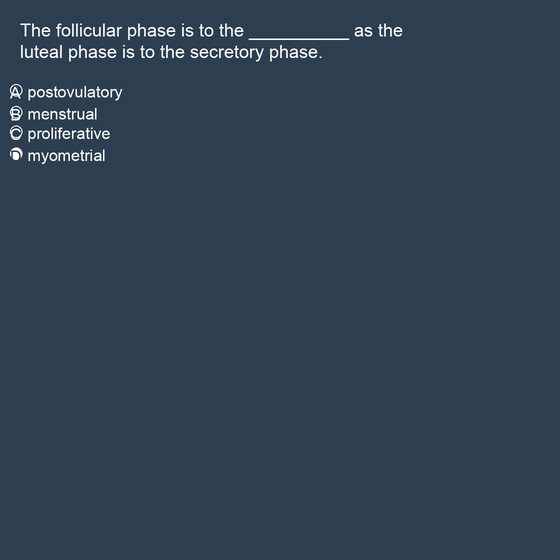 The follicular phase is to the __________ as the
luteal phase is to the secretory phase.
A postovulatory
B menstrual
C proliferative
D myometrial